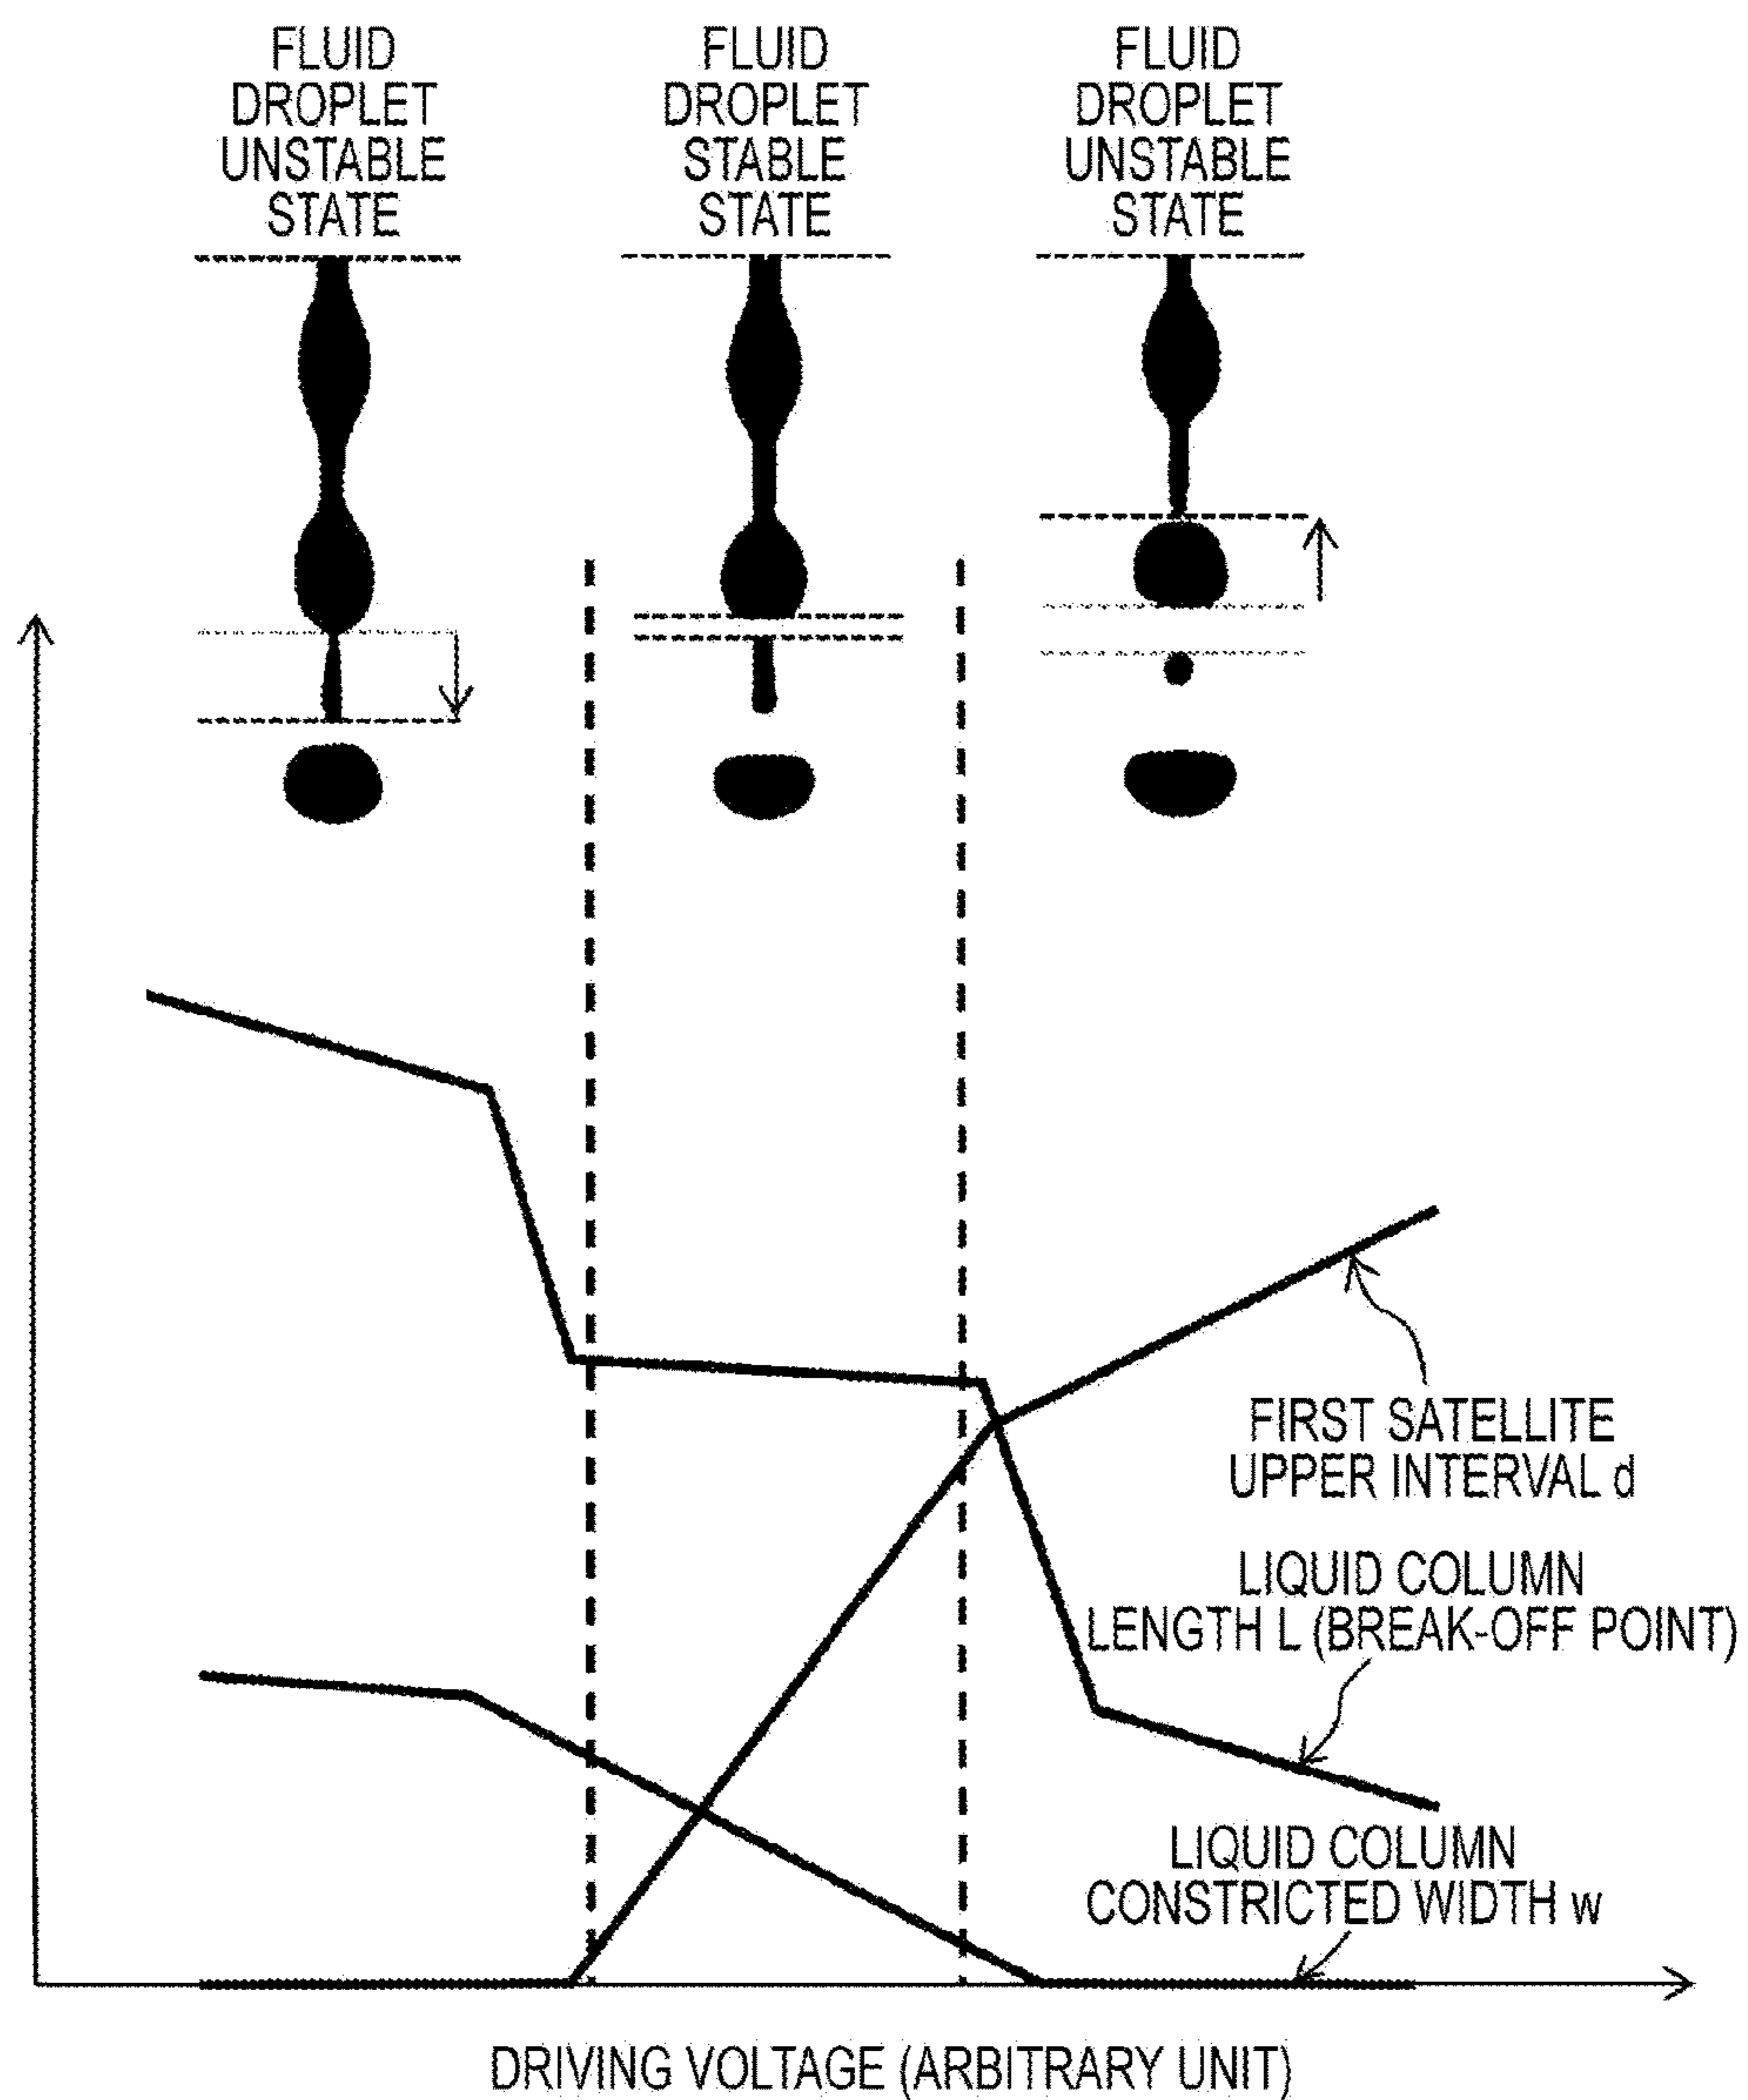 FLUID
DROPLET
UNSTABLE
STATE
FLUID
DROPLET
STABLE
STATE
FLUID
DROPLET
UNSTABLE
STATE
FIRST SATELLITE
UPPER INTERVAL d
LIQUID COLUMN
LENGTH L (BREAK-OFF POINT)
LIQUID COLUMN
CONSTRICTED WIDTH w
DRIVING VOLTAGE (ARBITRARY UNIT)